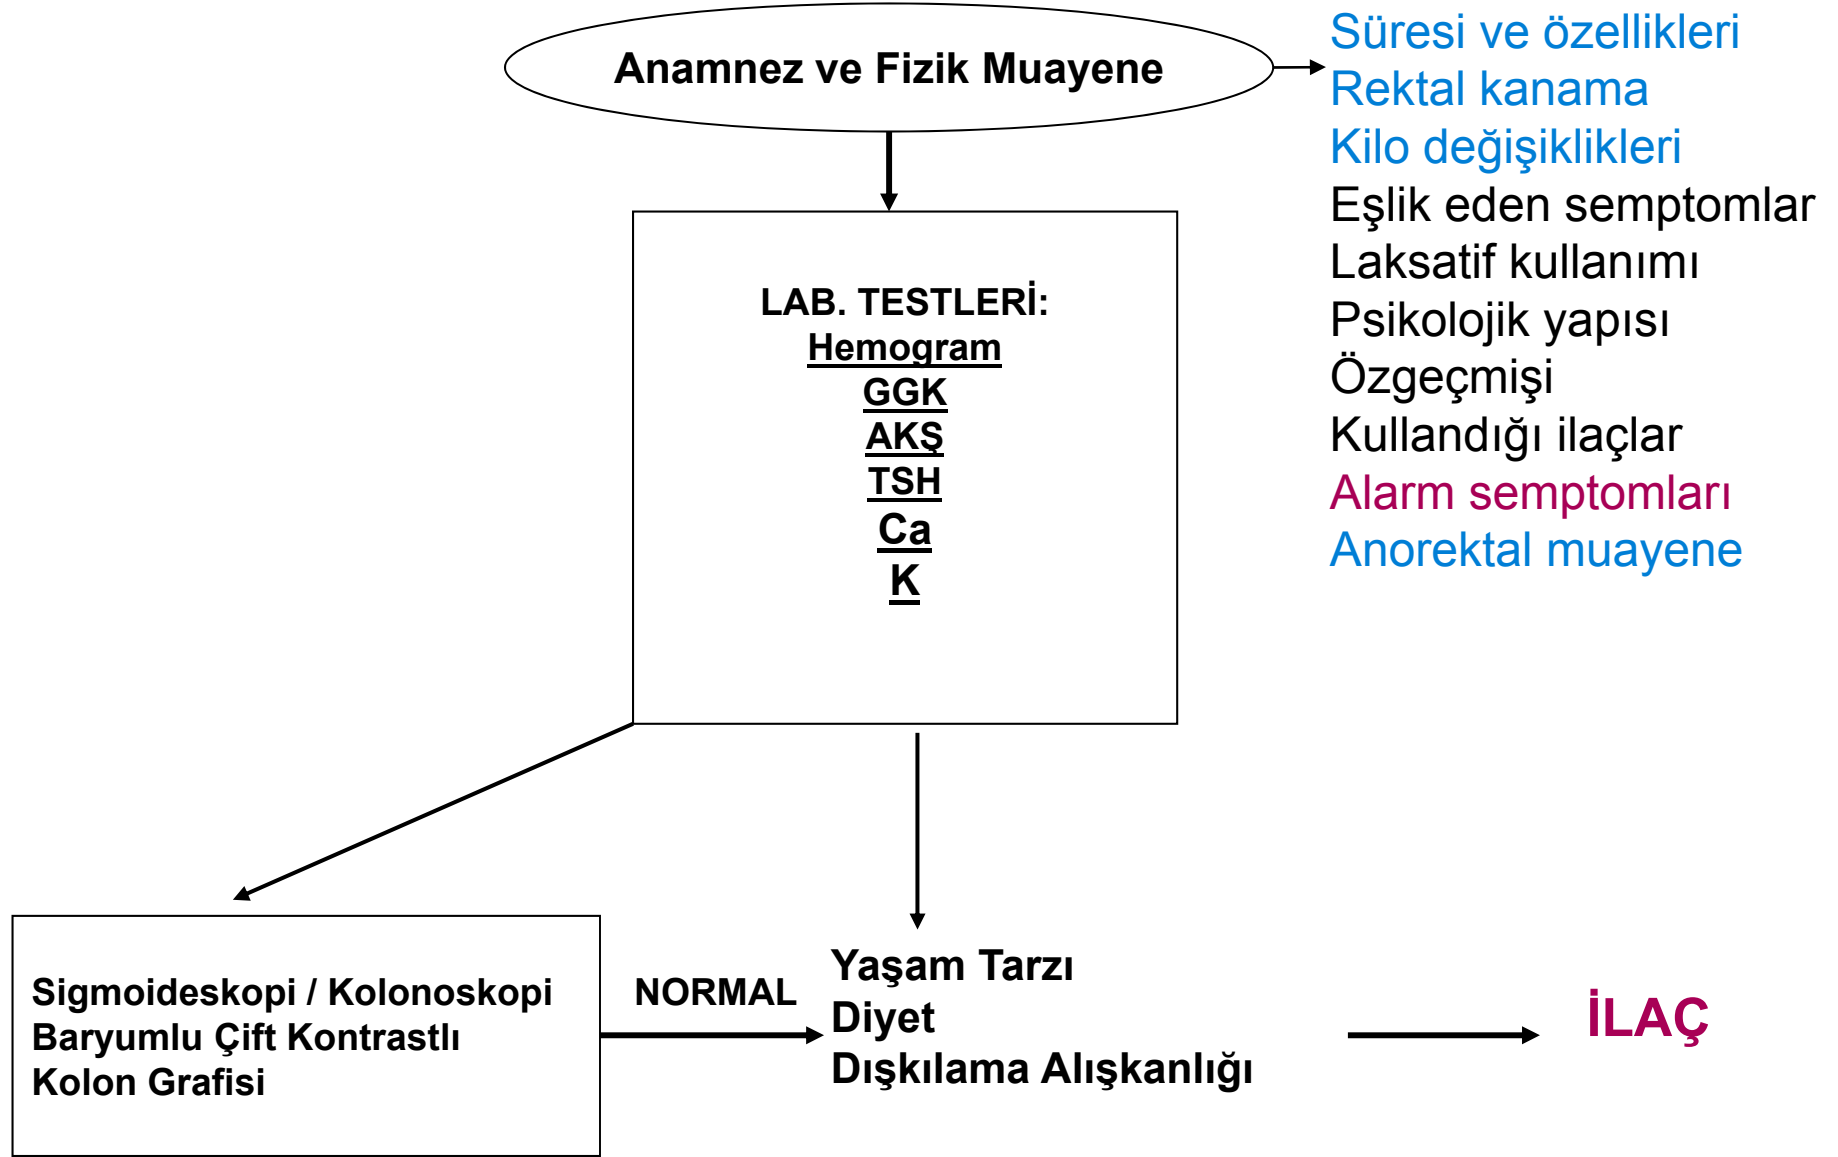 Anamnez ve Fizik Muayene
Süresi ve özellikleri
Rektal kanama
Kilo değişiklikleri
Eşlik eden semptomlar
Laksatif kullanımı
Psikolojik yapısı
Özgeçmişi
Kullandığı ilaçlar
Alarm semptomları
Anorektal muayene
LAB. TESTLERİ:
Hemogram
GGK
AKŞ
TSH
Ca
K
Sigmoideskopi / Kolonoskopi
Baryumlu Çift Kontrastlı
Kolon Grafisi
NORMAL
Yaşam Tarzı
Diyet
Dışkılama Alışkanlığı
İLAÇ